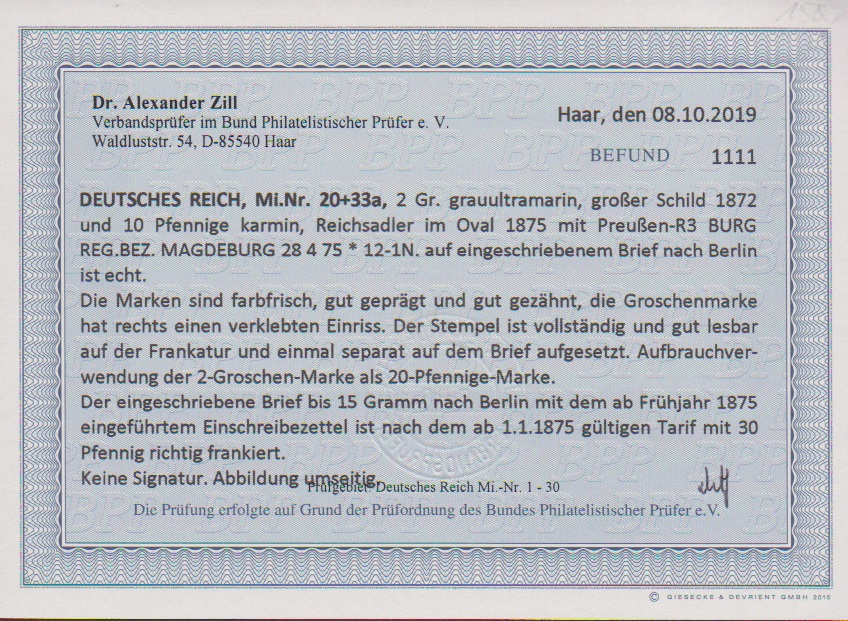 Dr. Alexander Zill
Verbandsprüfer im Bund Philatelistischer Prüfer e. V.
Waldluststr. 54, D-85540 Haar
Haar, den 08.10.2019
BEFUND 1111
DEUTSCHES REICH, Mi.Nr. 20+33a, 2 Gr. grauultramarin, großer Schild 1872
und 10 Pfennige karmin, Reichsadler im Oval 1875 mit Preußen-R3 BURG
REG.BEZ. MAGDEBURG 28 4 75 * 12-1N. auf eingeschriebenem Brief nach Berlin
ist echt.
Die Marken sind farbfrisch, gut geprägt und gut gezähnt, die Groschenmarke
hat rechts einen verklebten Einriss. Der Stempel ist vollständig und gut lesbar
auf der Frankatur und einmal separat auf dem Brief aufgesetzt. Aufbrauchver-
wendung der 2-Groschen-Marke als 20-Pfennige-Marke.
Der eingeschriebene Brief bis 15 Gramm nach Berlin mit dem ab Frühjahr 1875
eingeführtem Einschreibezettel ist nach dem ab 1.1.1875 gültigen Tarif mit 30
Pfennig richtig frankiert.
Keine Signatur. Abbildung umseitig.
Prüfgebiet: Deutsches Reich Mi.-Nr. 1 - 30
Die Prüfung erfolgte auf Grund der Prüfordnung des Bundes Philatelistischer Prüfer e.V.
© GIESECKE & DEVRIENT GMBH 2015